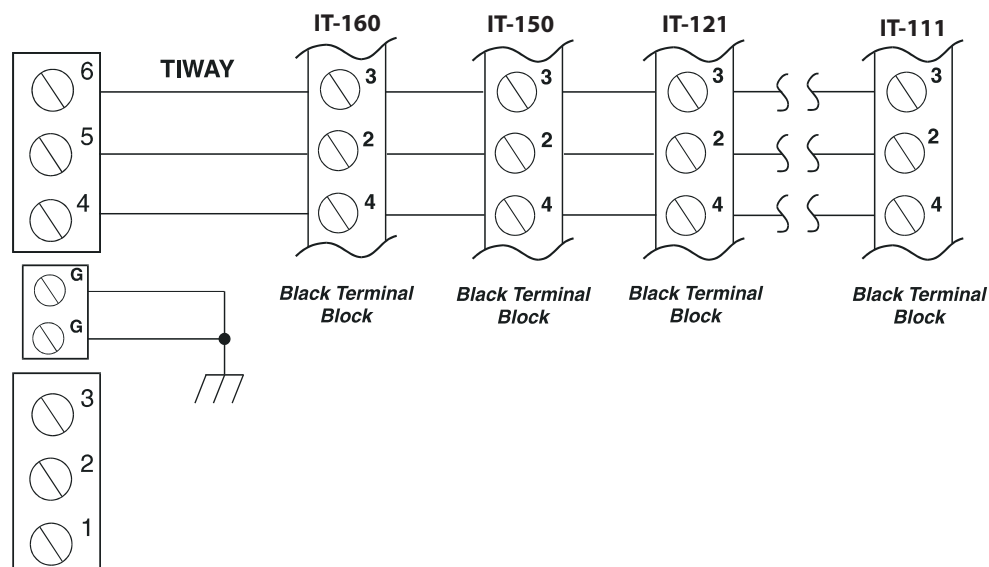 IT-160
IT-150
IT-121
IT-111
TIWAY
6
5
4
3
2
4
3
2
4
3
2
4
3
2
4
G
G
Black Terminal
Block
Black Terminal
Block
Black Terminal
Block
Black Terminal
Block
3
2
1